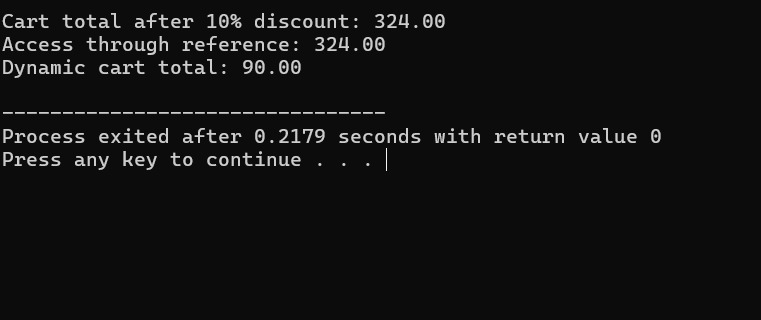 Cart total after 10% discount: 324.00
Access through reference: 324.00
Dynamic cart total: 90.00
--------------------------------
Process exited after 0.2179 seconds with return value 0
Press any key to continue . . .